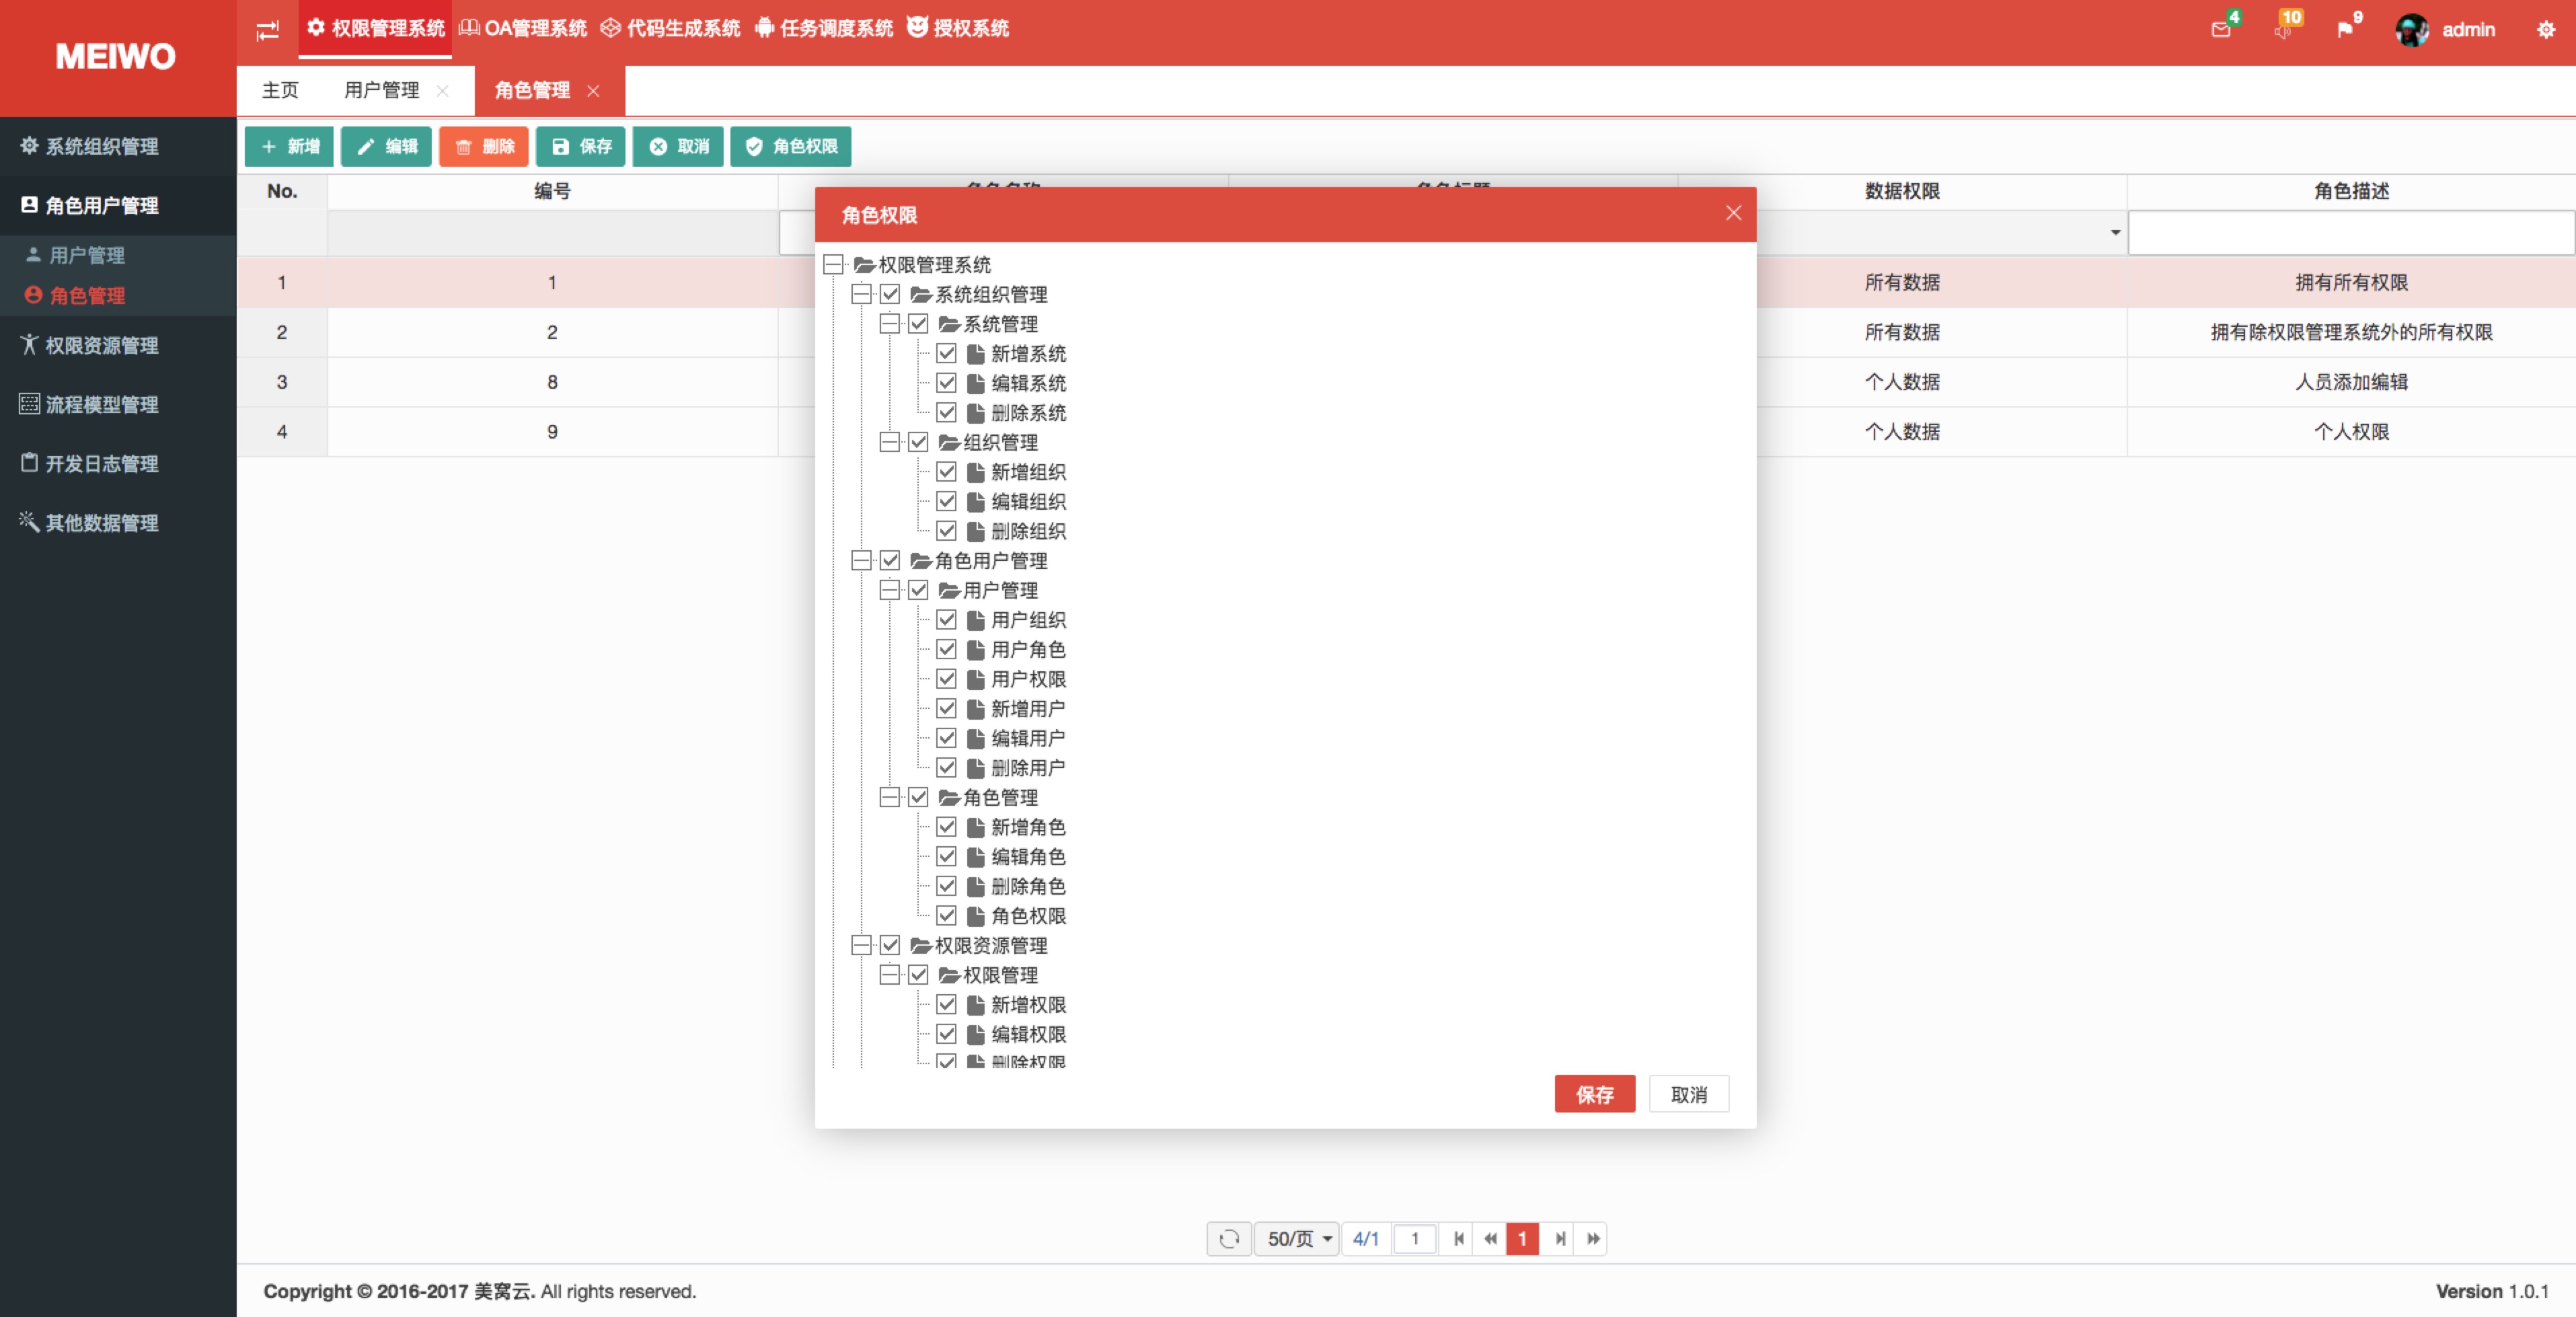 MEIWO
权限管理系统 OA管理系统 代码生成系统 任务调度系统 授权系统
4 10 9 admin
主页 用户管理 角色管理
新增 编辑 删除 保存 取消 角色权限
系统组织管理
角色用户管理
用户管理
角色管理
权限资源管理
流程模型管理
开发日志管理
其他数据管理
No. 编号 角色名称 角色标题 数据权限 角色描述
1 1 所有数据 拥有所有权限
2 2 所有数据 拥有除权限管理系统外的所有权限
3 8 个人数据 人员添加编辑
4 9 个人数据 个人权限
角色权限
权限管理系统
系统组织管理
系统管理
新增系统
编辑系统
删除系统
组织管理
新增组织
编辑组织
删除组织
角色用户管理
用户管理
用户组织
用户角色
用户权限
新增用户
编辑用户
删除用户
角色管理
新增角色
编辑角色
删除角色
角色权限
权限资源管理
权限管理
新增权限
编辑权限
删除权限
保存 取消
50/页 4/1 1 1
Copyright © 2016-2017 美窝云. All rights reserved.
Version 1.0.1